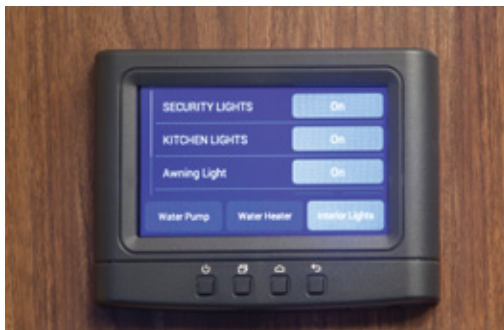 SECURITY LIGHTS On
KITCHEN LIGHTS On
Awning Light On
Water Pump Water Heater Interior Lights